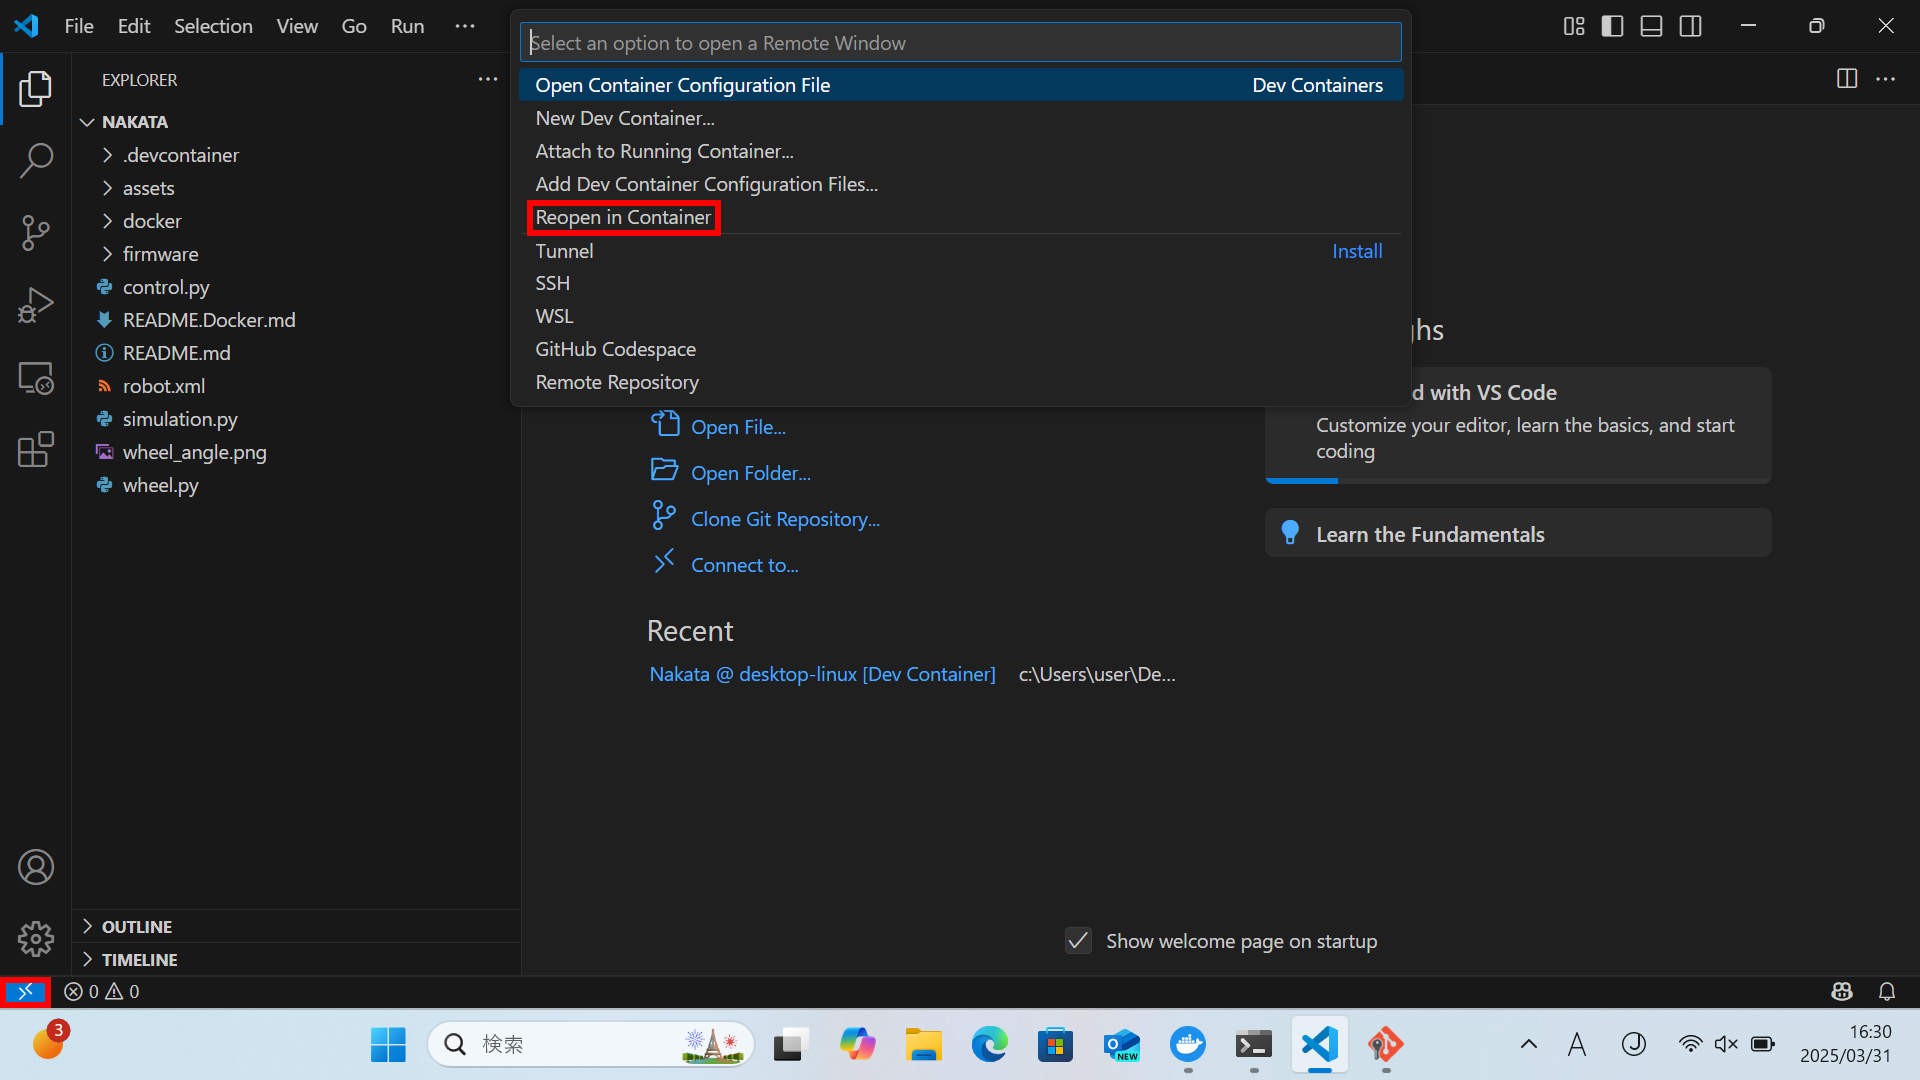 File Edit Selection View Go Run ···
Select an option to open a Remote Window
Open Container Configuration File Dev Containers
New Dev Container...
Attach to Running Container...
Add Dev Container Configuration Files...
Reopen in Container
Tunnel Install
SSH
WSL
GitHub Codespace
Remote Repository
EXPLORER
NAKATA
.devcontainer
assets
docker
firmware
control.py
README.Docker.md
README.md
robot.xml
simulation.py
wheel_angle.png
wheel.py
OUTLINE
TIMELINE
Open File...
Open Folder...
Clone Git Repository...
Connect to...
Recent
Nakata @ desktop-linux [Dev Container] c:\Users\user\De...
d with VS Code
Customize your editor, learn the basics, and start
coding
Learn the Fundamentals
Show welcome page on startup
0 0
3
検索
NEW
A
J
16:30
2025/03/31